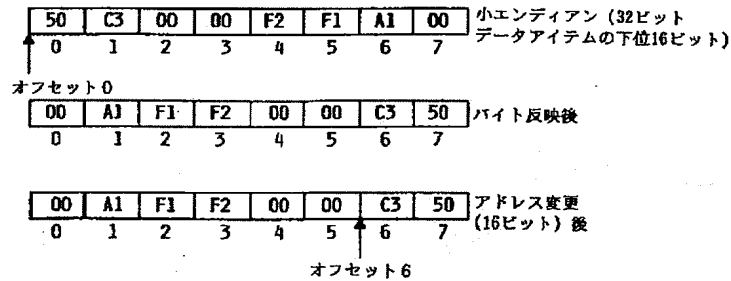 50 C3 00 00 F2 F1 A1 00 小エンディアン(32ビット
データアイテムの下位16ビット)
0 1 2 3 4 5 6 7
オフセット0
00 A1 F1 F2 00 00 C3 50 バイト反映後
0 1 2 3 4 5 6 7
00 A1 F1 F2 00 00 C3 50 アドレス変更
(16ビット)後
0 1 2 3 4 5 6 7
オフセット6